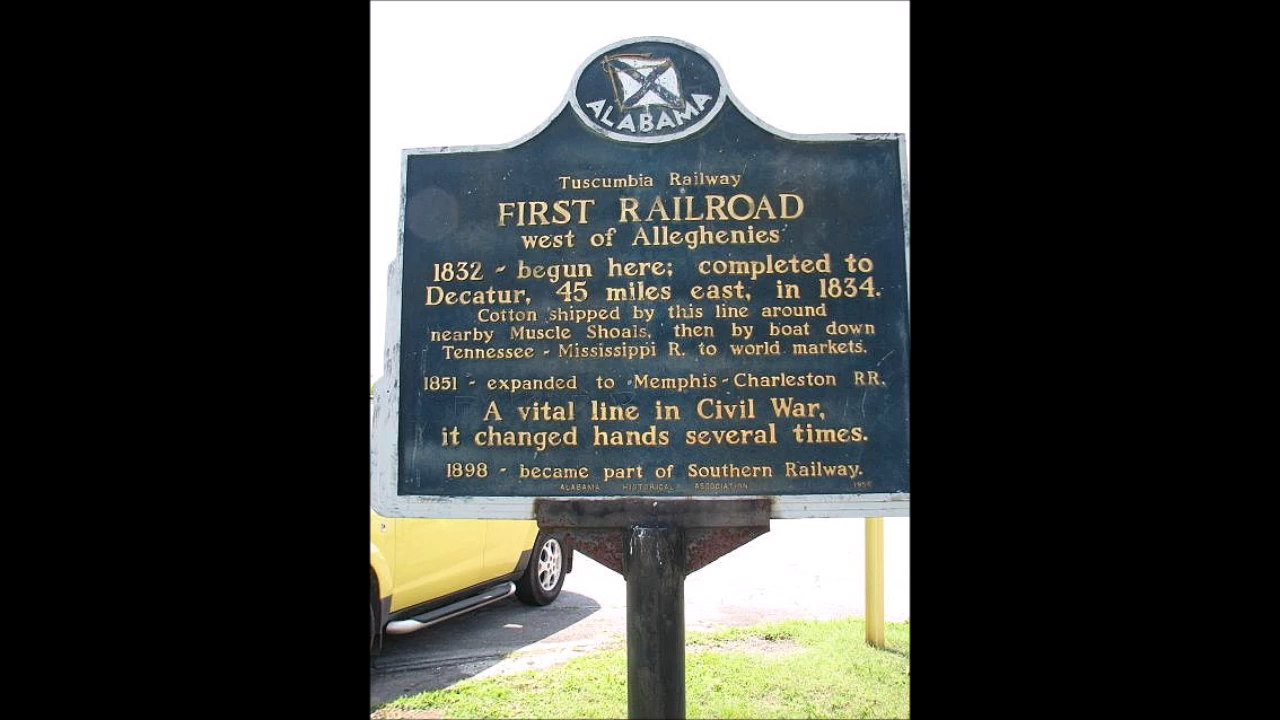 ALABAMA
Tuscumbia Railway
FIRST RAILROAD
west of Alleghenies
1832 - begun here; completed to
Decatur, 45 miles east, in 1834.
Cotton shipped by this line around
nearby Muscle Shoals, then by boat down
Tennessee - Mississippi R. to world markets.
1851 - expanded to Memphis-Charleston RR.
A vital line in Civil War,
it changed hands several times.
1898 - became part of Southern Railway.
ALABAMA HISTORICAL ASSOCIATION